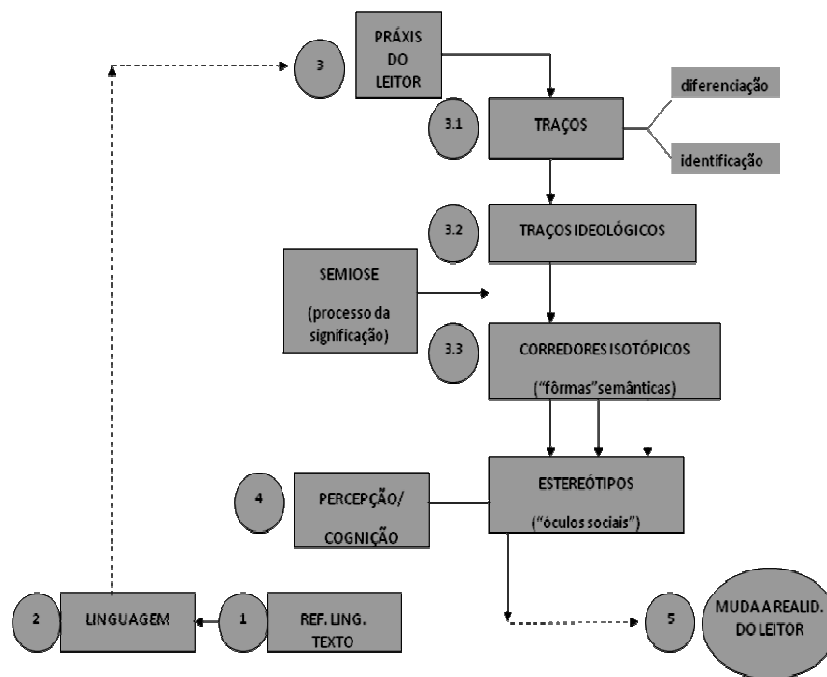 3
PRÁXIS
DO
LEITOR
diferenciação
3.1
TRAÇOS
identificação
3.2
TRAÇOS IDEOLÓGICOS
SEMIOSE
(processo da
significação)
3.3
CORREDORES ISOTÓPICOS
("fôrmas"semânticas)
4
PERCEPÇÃO/
COGNIÇÃO
ESTEREÓTIPOS
("óculos sociais")
2
LINGUAGEM
1
REF. LING.
TEXTO
5
MUDA A REALID.
DO LEITOR